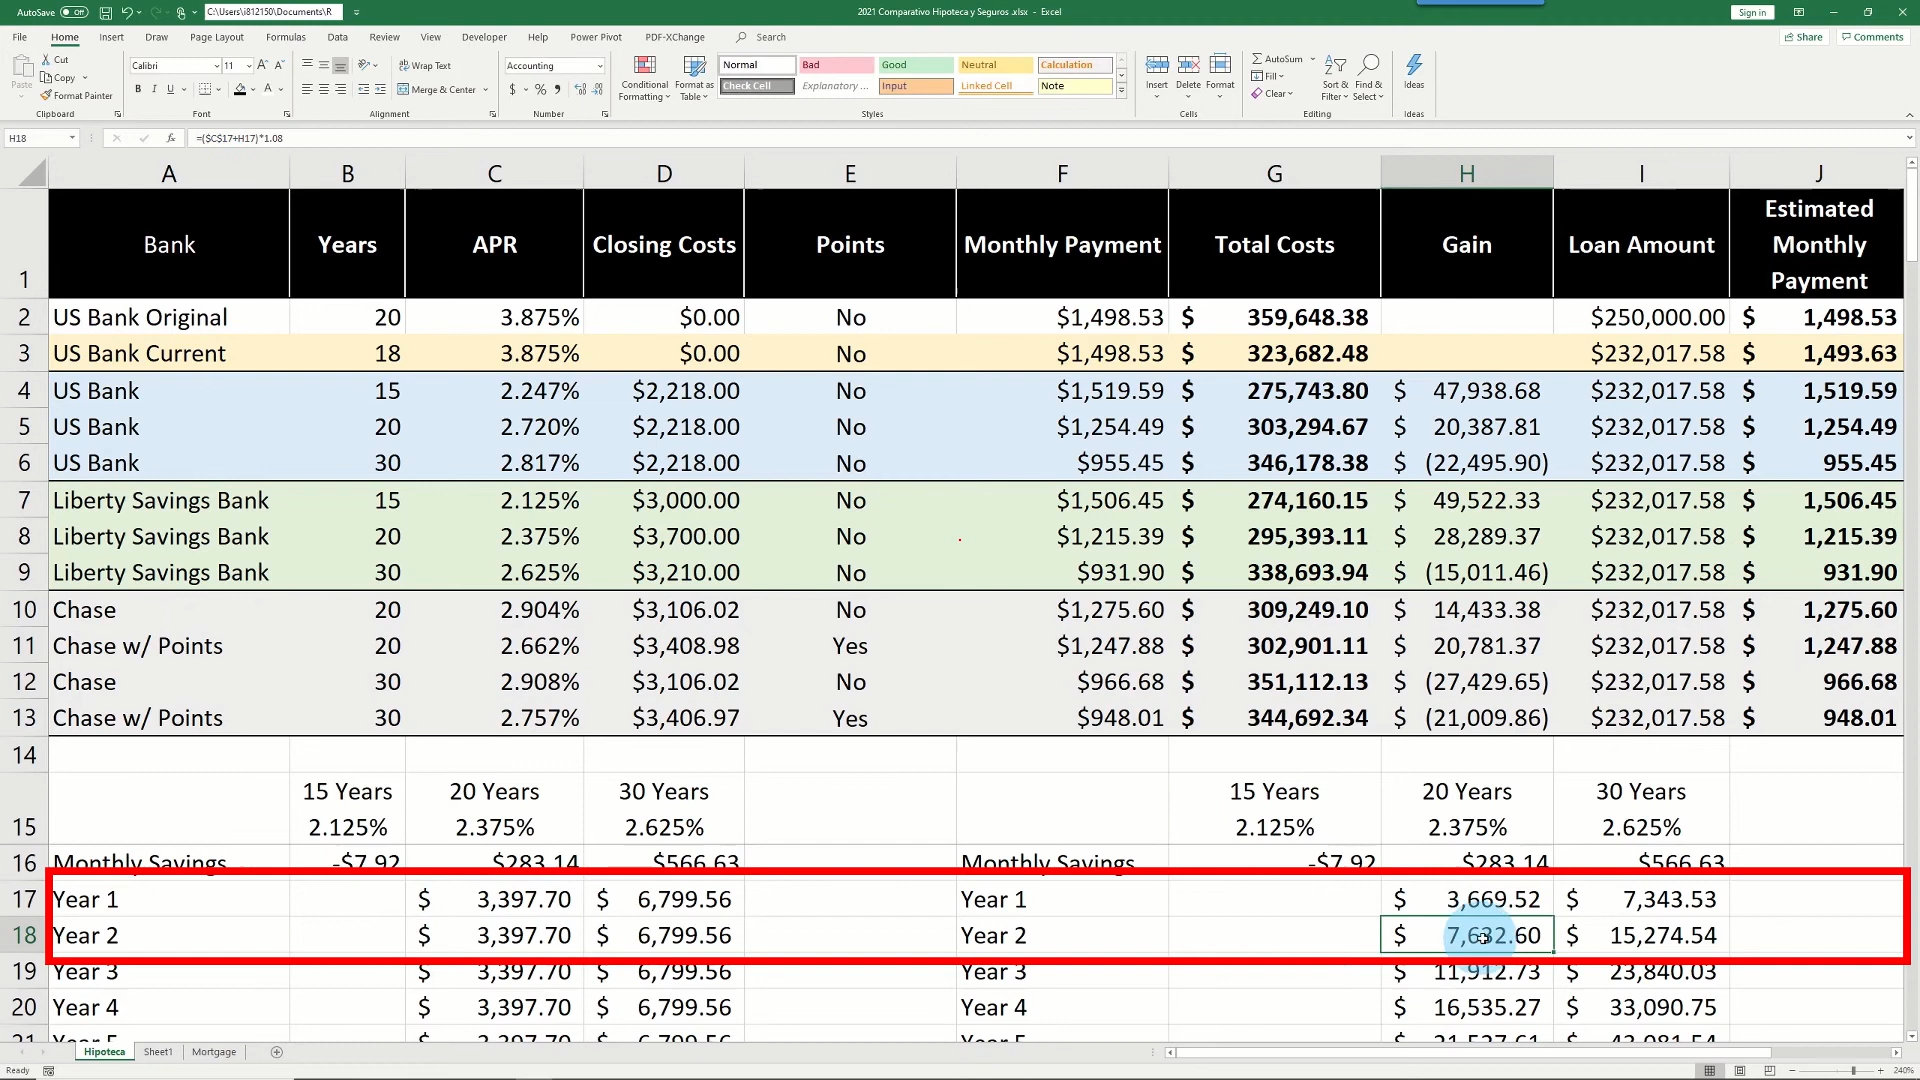 AutoSave Off C:\Users\i812150\Documents\R 2021 Comparativo Hipoteca y Seguros .xlsx - Excel Sign in
File Home Insert Draw Page Layout Formulas Data Review View Developer Help Power Pivot PDF-XChange Search Share Comments
Paste Cut Copy Format Painter Clipboard
Calibri 11 A A B I U A Font
Wrap Text Merge & Center Alignment
Accounting $ % Number
Conditional Formatting Format as Table
Normal Bad Good Neutral Calculation
Check Cell Explanatory ... Input Linked Cell Note
Styles
Insert Delete Format Cells
AutoSum Fill Clear Sort & Filter Find & Select Editing
Ideas Ideas
H18 fx =($C$17+H17)*1.08
A B C D E F G H I J
1 Bank Years APR Closing Costs Points Monthly Payment Total Costs Gain Loan Amount Estimated Monthly Payment
2 US Bank Original 20 3.875% $0.00 No $1,498.53 $ 359,648.38 $250,000.00 $ 1,498.53
3 US Bank Current 18 3.875% $0.00 No $1,498.53 $ 323,682.48 $232,017.58 $ 1,493.63
4 US Bank 15 2.247% $2,218.00 No $1,519.59 $ 275,743.80 $ 47,938.68 $232,017.58 $ 1,519.59
5 US Bank 20 2.720% $2,218.00 No $1,254.49 $ 303,294.67 $ 20,387.81 $232,017.58 $ 1,254.49
6 US Bank 30 2.817% $2,218.00 No $955.45 $ 346,178.38 $ (22,495.90) $232,017.58 $ 955.45
7 Liberty Savings Bank 15 2.125% $3,000.00 No $1,506.45 $ 274,160.15 $ 49,522.33 $232,017.58 $ 1,506.45
8 Liberty Savings Bank 20 2.375% $3,700.00 No $1,215.39 $ 295,393.11 $ 28,289.37 $232,017.58 $ 1,215.39
9 Liberty Savings Bank 30 2.625% $3,210.00 No $931.90 $ 338,693.94 $ (15,011.46) $232,017.58 $ 931.90
10 Chase 20 2.904% $3,106.02 No $1,275.60 $ 309,249.10 $ 14,433.38 $232,017.58 $ 1,275.60
11 Chase w/ Points 20 2.662% $3,408.98 Yes $1,247.88 $ 302,901.11 $ 20,781.37 $232,017.58 $ 1,247.88
12 Chase 30 2.908% $3,106.02 No $966.68 $ 351,112.13 $ (27,429.65) $232,017.58 $ 966.68
13 Chase w/ Points 30 2.757% $3,406.97 Yes $948.01 $ 344,692.34 $ (21,009.86) $232,017.58 $ 948.01
14
15 Years 20 Years 30 Years 15 Years 20 Years 30 Years
15 2.125% 2.375% 2.625% 2.125% 2.375% 2.625%
16 Monthly Savings -$7.92 $283.14 $566.63 Monthly Savings -$7.92 $283.14 $566.63
17 Year 1 $ 3,397.70 $ 6,799.56 Year 1 $ 3,669.52 $ 7,343.53
18 Year 2 $ 3,397.70 $ 6,799.56 Year 2 $ 7,632.60 $ 15,274.54
19 Year 3 $ 3,397.70 $ 6,799.56 Year 3 $ 11,912.73 $ 23,840.03
20 Year 4 $ 3,397.70 $ 6,799.56 Year 4 $ 16,535.27 $ 33,090.75
Hipoteca Sheet1 Mortgage
Ready 240%